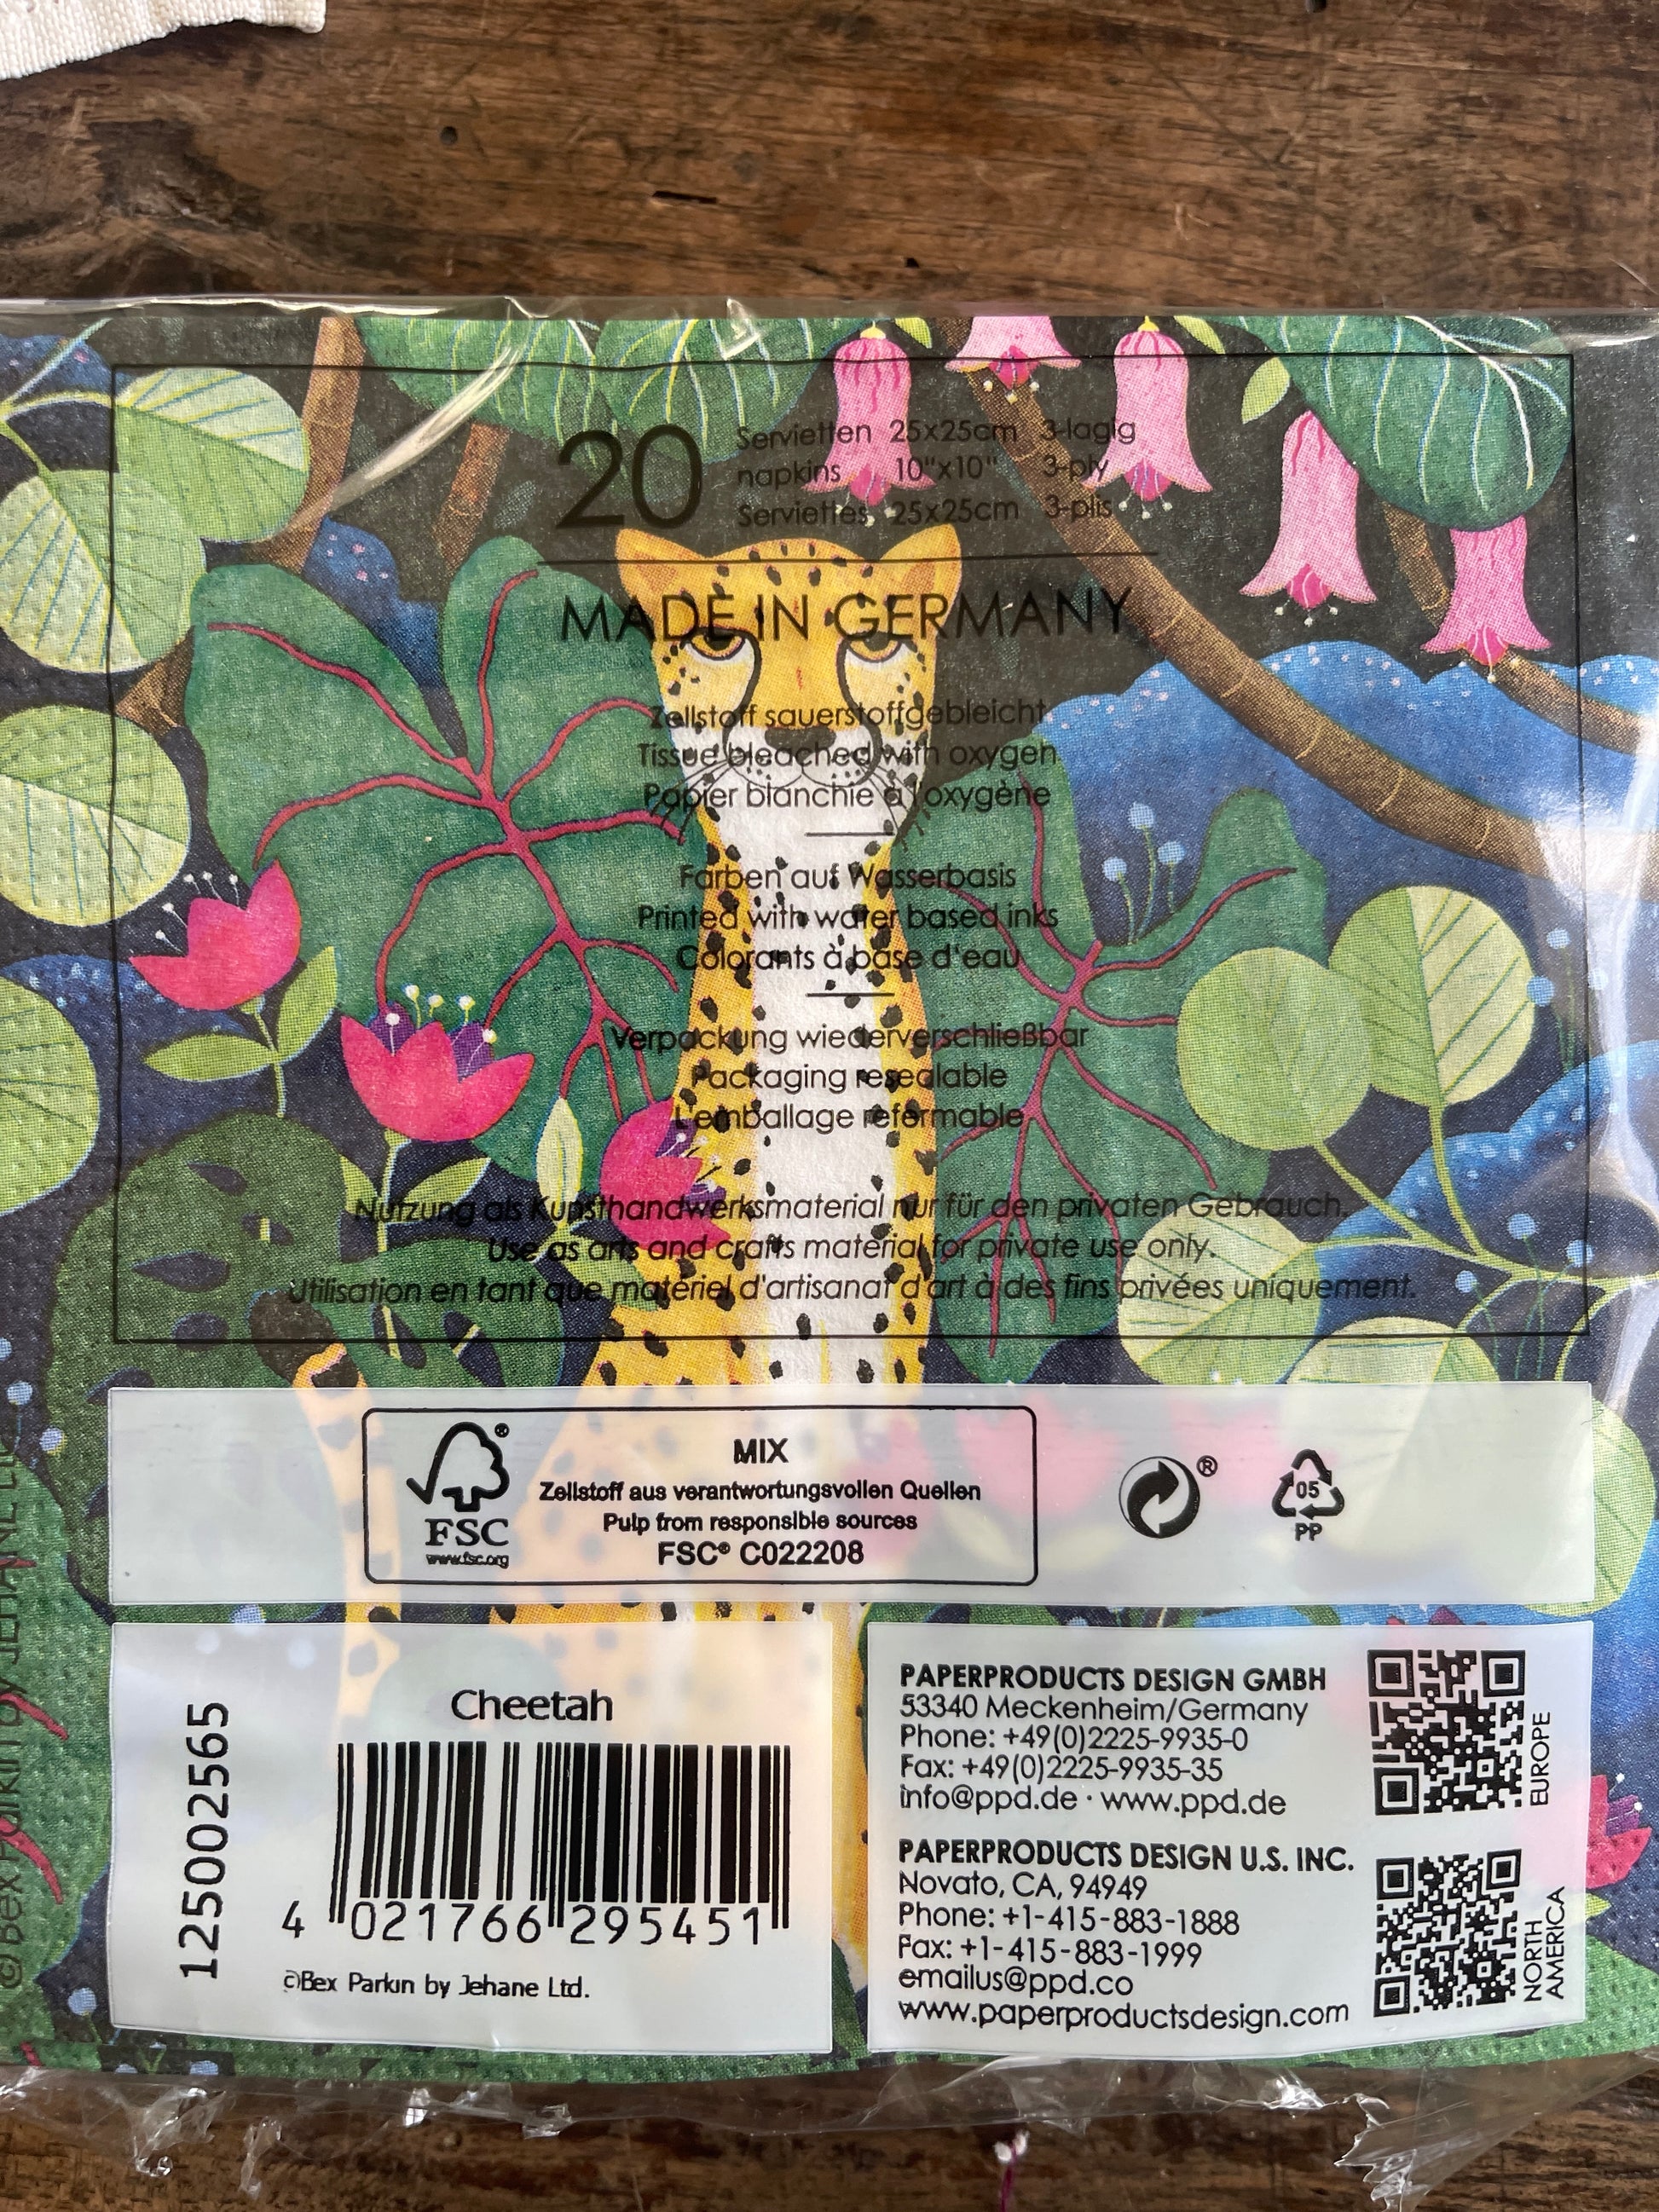 20
Servietten 25x25cm 3-lagig
napkins 10"x10" 3-ply
Serviettes 25x25cm 3-plis
MADE IN GERMANY
Zellstoff sauerstoffgebleicht
Tissue bleached with oxygen
Papier blanchie à l'oxygène
Farben auf Wasserbasis
Printed with water based inks
Colorants à base d'eau
Verpackung wiederverschließbar
Packaging resealable
L'emballage refermable
Nutzung als Kunsthandwerksmaterial nur für den privaten Gebrauch.
Use as arts and crafts material for private use only.
Utilisation en tant que matériel d'artisanat d'art à des fins privées uniquement.
FSC®
www.fsc.org
MIX
Zellstoff aus verantwortungsvollen Quellen
Pulp from responsible sources
FSC® C022208
®
05
PP
125002565
Cheetah
4 021766 295451
©Bex Parkin by Jehane Ltd.
PAPERPRODUCTS DESIGN GMBH
53340 Meckenheim/Germany
Phone: +49(0)2225-9935-0
Fax: +49(0)2225-9935-35
info@ppd.de · www.ppd.de
EUROPE
PAPERPRODUCTS DESIGN U.S. INC.
Novato, CA, 94949
Phone: +1-415-883-1888
Fax: +1-415-883-1999
emailus@ppd.co
www.paperproductsdesign.com
NORTH
AMERICA
©Bex Parkin by JEHANE LTD